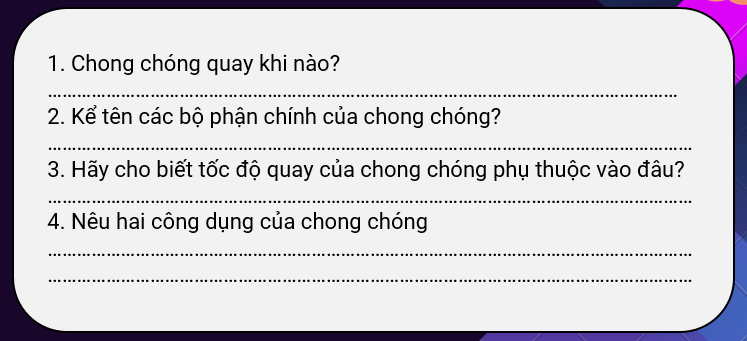 1. Chong chóng quay khi nào?
........................................................................................................................
2. Kể tên các bộ phận chính của chong chóng?
...........................................................................................................................
3. Hãy cho biết tốc độ quay của chong chóng phụ thuộc vào đâu?
...........................................................................................................................
4. Nêu hai công dụng của chong chóng
...........................................................................................................................
...........................................................................................................................